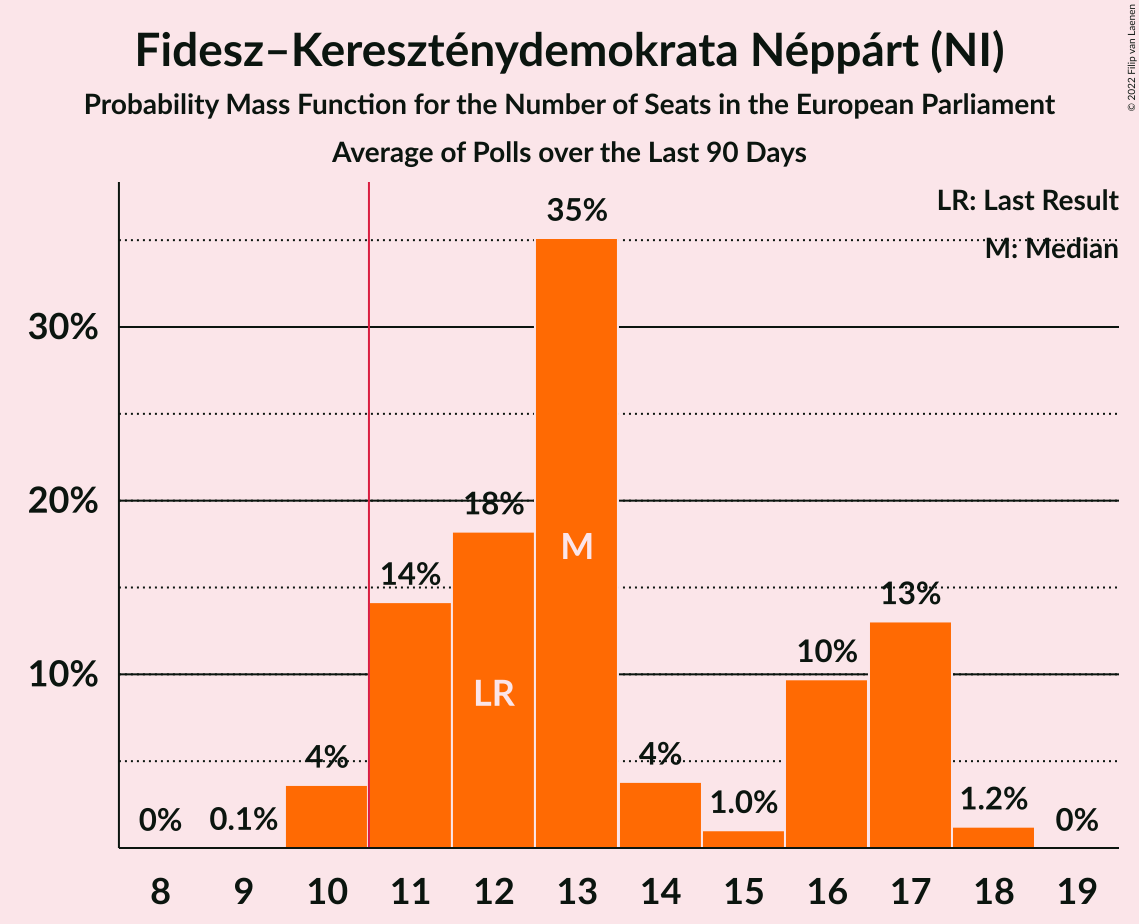 Fidesz–Kereszténydemokrata Néppárt (NI)
Probability Mass Function for the Number of Seats in the European Parliament
Average of Polls over the Last 90 Days
© 2022 Filip van Laenen
LR: Last Result
M: Median
30%
20%
10%
0%
0.1%
4%
14%
18%
35%
4%
1.0%
10%
13%
1.2%
0%
LR
M
8 9 10 11 12 13 14 15 16 17 18 19